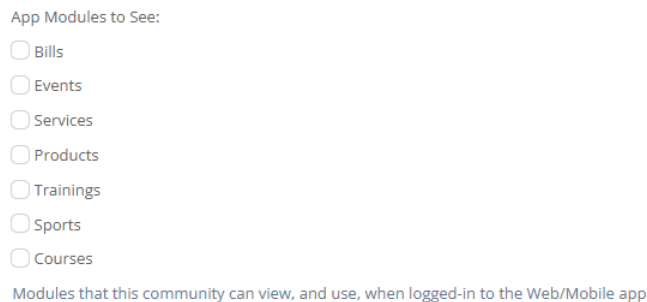 App Modules to See:
Bills
Events
Services
Products
Trainings
Sports
Courses
Modules that this community can view, and use, when logged-in to the Web/Mobile app